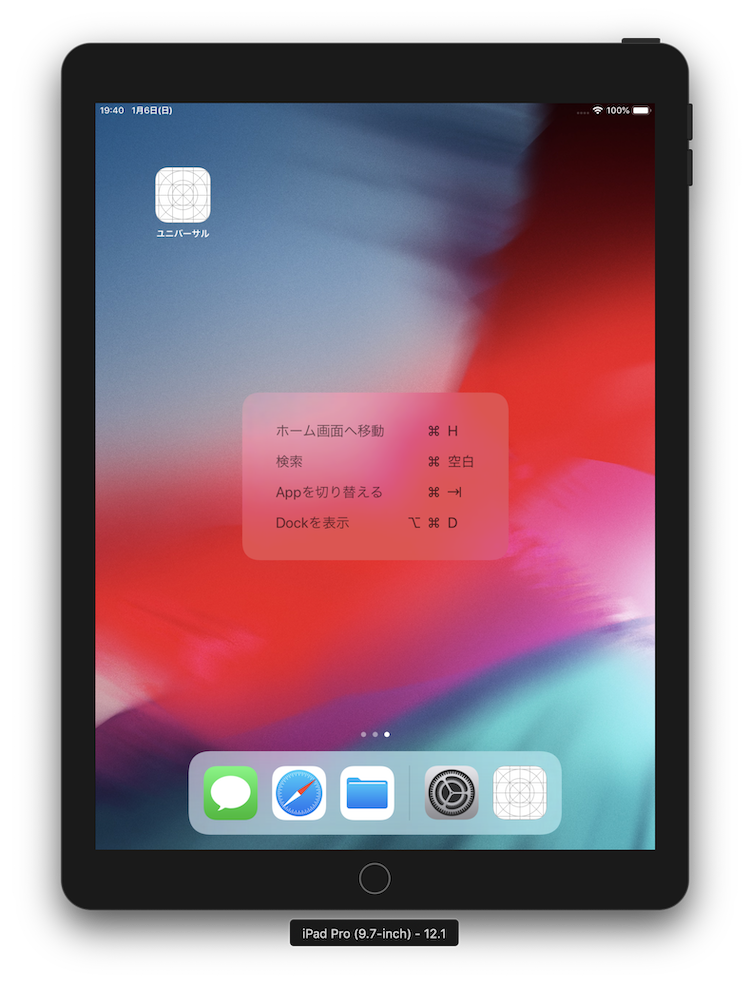 19:40 1月6日(日) 100%
ユニバーサル
ホーム画面へ移動 ⌘ H
検索 ⌘ 空白
Appを切り替える ⌘ ⇥
Dockを表示 ⌥ ⌘ D
iPad Pro (9.7-inch) - 12.1